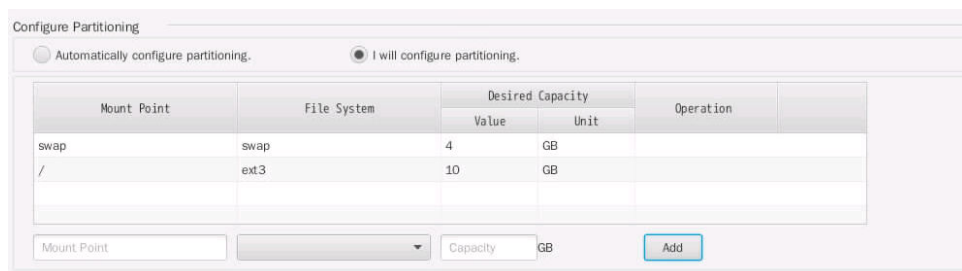 Configure Partitioning
Automatically configure partitioning. I will configure partitioning.
Mount Point File System Desired Capacity Operation
Value Unit
swap swap 4 GB
/ ext3 10 GB
Mount Point Capacity GB Add